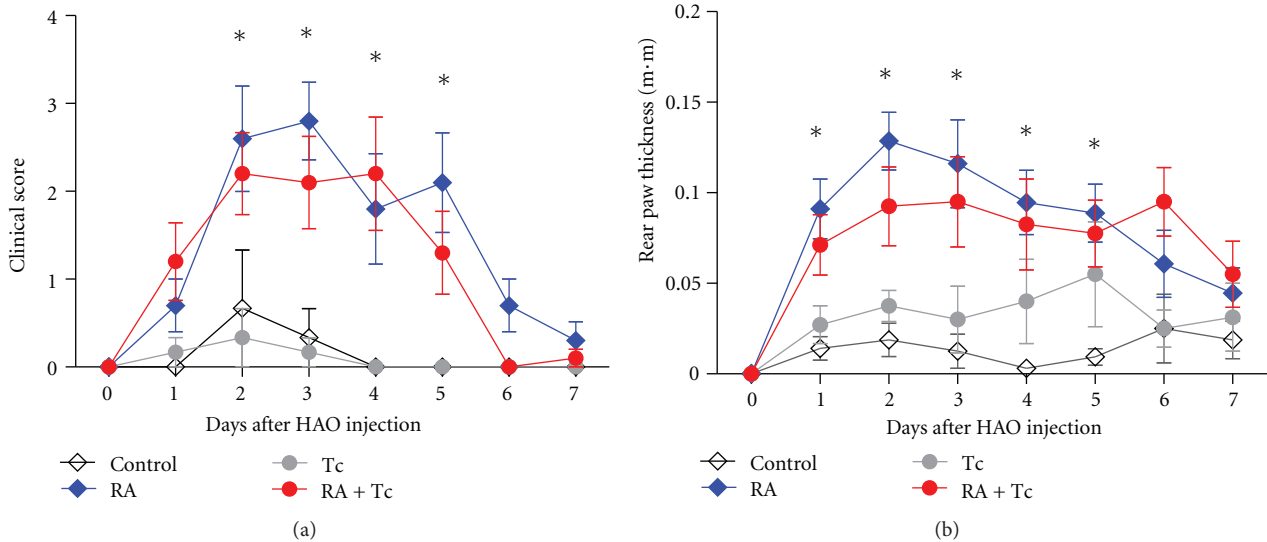 4
3
2
1
0
Clinical score
∗ ∗ ∗ ∗
0 1 2 3 4 5 6 7
Days after HAO injection
Control Tc
RA RA + Tc
(a)
0.2
0.15
0.1
0.05
0
Rear paw thickness (m·m)
∗ ∗ ∗ ∗ ∗
0 1 2 3 4 5 6 7
Days after HAO injection
Control Tc
RA RA + Tc
(b)